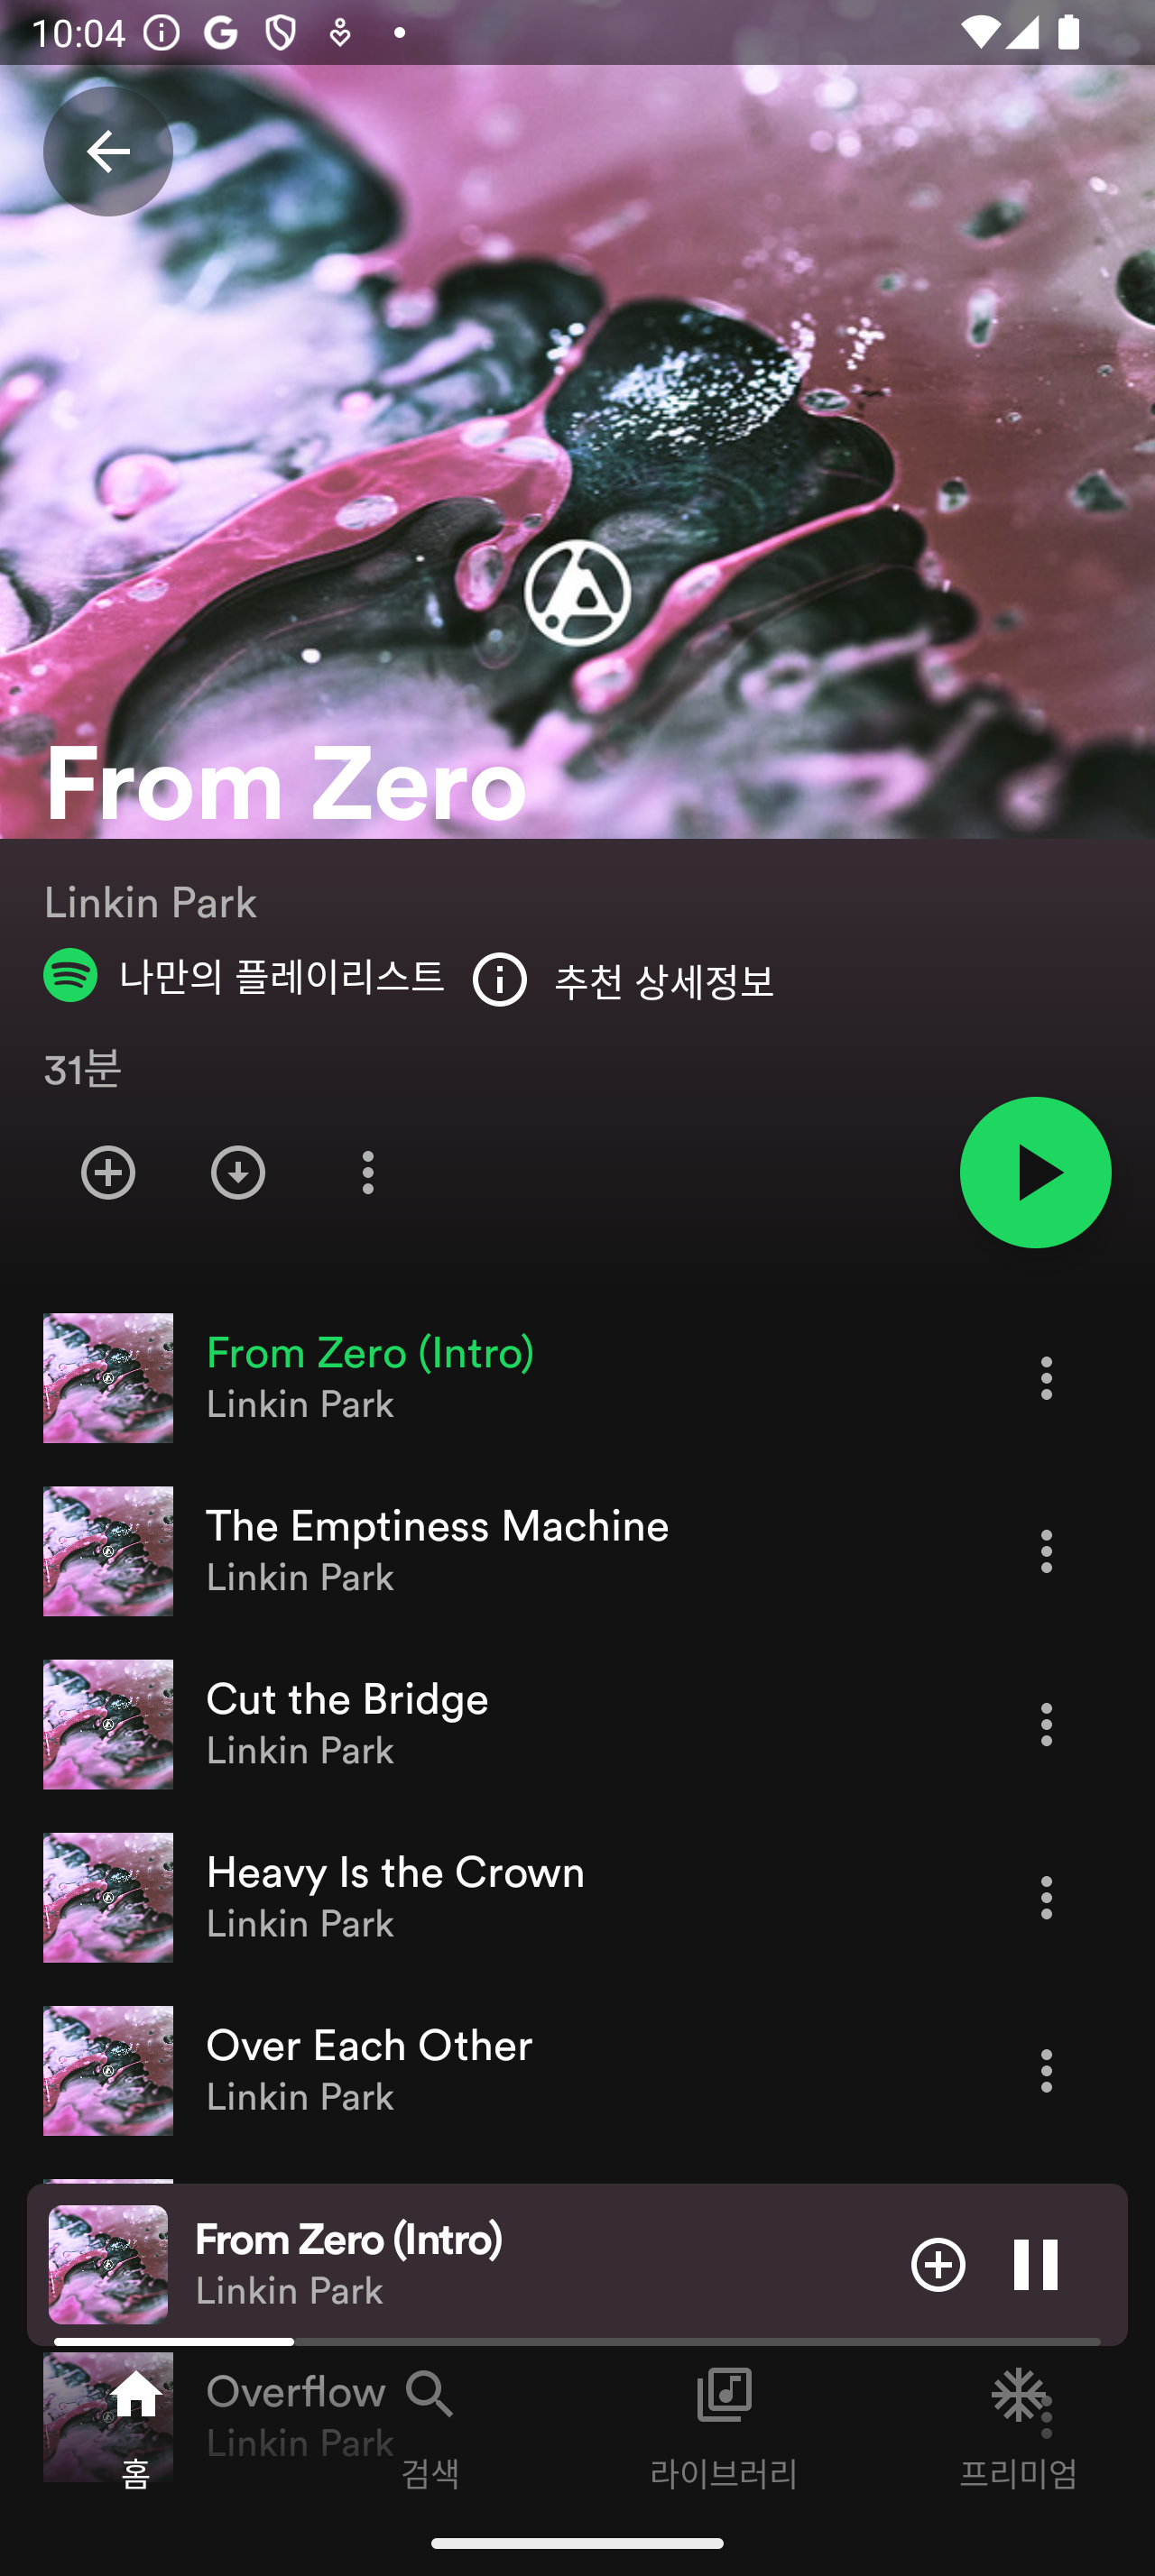 10:04
From Zero
Linkin Park
나만의 플레이리스트 추천 상세정보
31분
From Zero (Intro)
Linkin Park
The Emptiness Machine
Linkin Park
Cut the Bridge
Linkin Park
Heavy Is the Crown
Linkin Park
Over Each Other
Linkin Park
From Zero (Intro)
Linkin Park
Overflow
Linkin Park
홈 검색 라이브러리 프리미엄